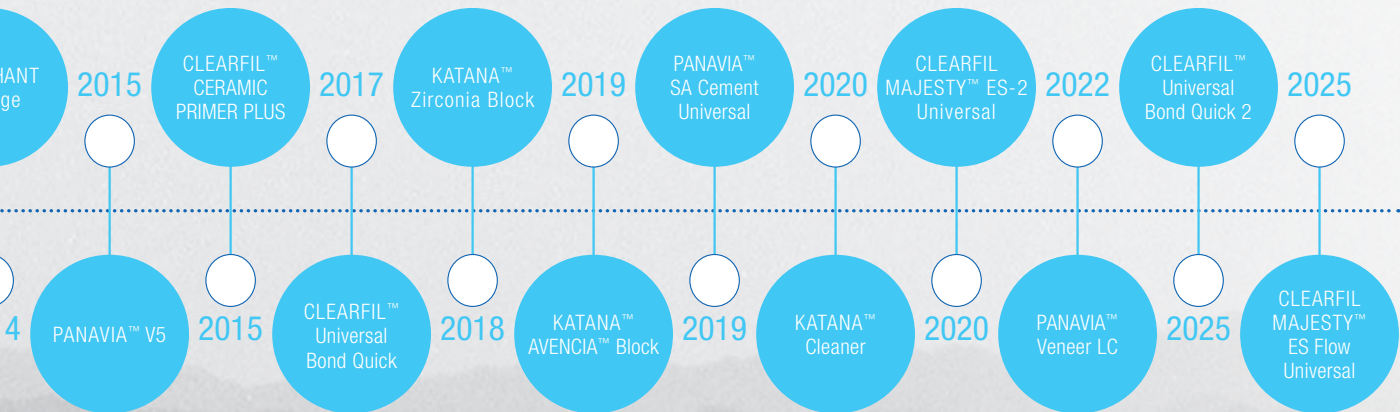 HANT
ge
2015
CLEARFIL™
CERAMIC
PRIMER PLUS
2017
KATANA™
Zirconia Block
2019
PANAVIA™
SA Cement
Universal
2020
CLEARFIL
MAJESTY™ ES-2
Universal
2022
CLEARFIL™
Universal
Bond Quick 2
2025
4
PANAVIA™ V5
2015
CLEARFIL™
Universal
Bond Quick
2018
KATANA™
AVENCIA™ Block
2019
KATANA™
Cleaner
2020
PANAVIA™
Veneer LC
2025
CLEARFIL
MAJESTY™
ES Flow
Universal